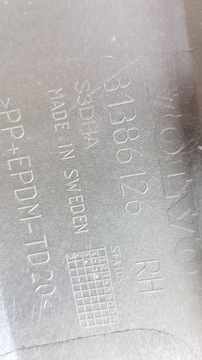 VOLVO
31386126 RH
S3DHA
MADE IN SWEDEN
>PP+EPDM-TD20<